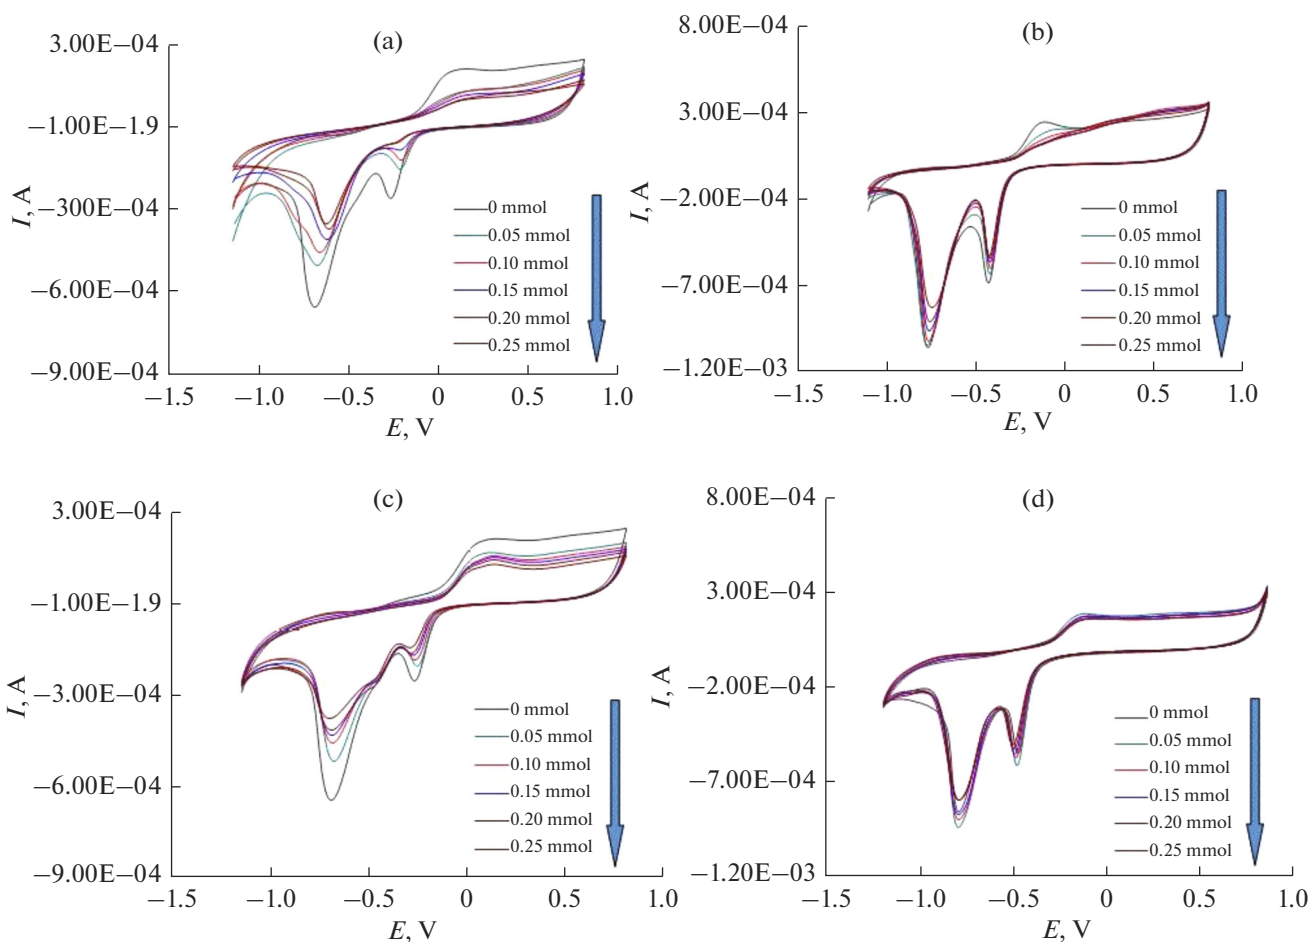 (a)
3.00E−04
−1.00E−1.9
−300E−04
−6.00E−04
−9.00E−04
I, A
0 mmol
0.05 mmol
0.10 mmol
0.15 mmol
0.20 mmol
0.25 mmol
−1.5 −1.0 −0.5 0 0.5 1.0
E, V
(b)
8.00E−04
3.00E−04
−2.00E−04
−7.00E−04
−1.20E−03
I, A
0 mmol
0.05 mmol
0.10 mmol
0.15 mmol
0.20 mmol
0.25 mmol
−1.5 −1.0 −0.5 0 0.5 1.0
E, V
(c)
3.00E−04
−1.00E−1.9
−3.00E−04
−6.00E−04
−9.00E−04
I, A
0 mmol
0.05 mmol
0.10 mmol
0.15 mmol
0.20 mmol
0.25 mmol
−1.5 −1.0 −0.5 0 0.5 1.0
E, V
(d)
8.00E−04
3.00E−04
−2.00E−04
−7.00E−04
−1.20E−03
I, A
0 mmol
0.05 mmol
0.10 mmol
0.15 mmol
0.20 mmol
0.25 mmol
−1.5 −1.0 −0.5 0 0.5 1.0
E, V